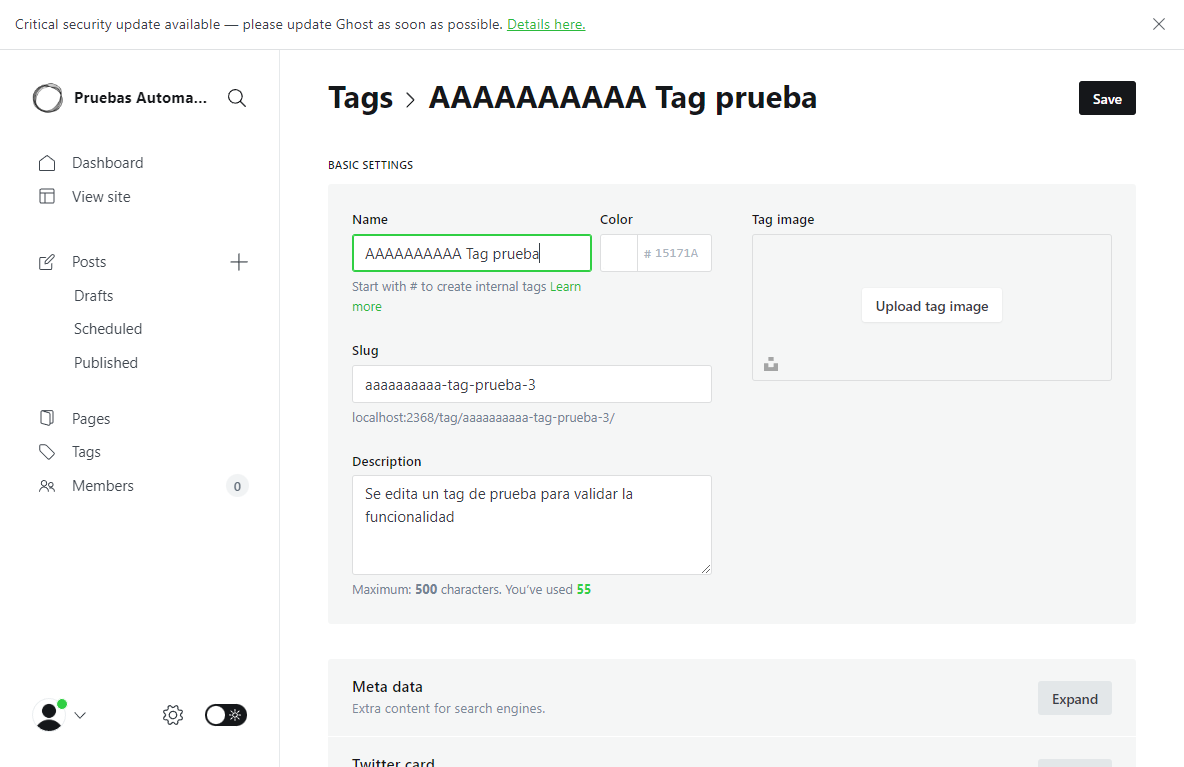 Critical security update available — please update Ghost as soon as possible. Details here.
Pruebas Automa...
Dashboard
View site
Posts
Drafts
Scheduled
Published
Pages
Tags
Members
0
Tags > AAAAAAAAAA Tag prueba
Save
BASIC SETTINGS
Name
AAAAAAAAAA Tag prueba
Start with # to create internal tags Learn
more
Color
# 15171A
Slug
aaaaaaaaaa-tag-prueba-3
localhost:2368/tag/aaaaaaaaaa-tag-prueba-3/
Description
Se edita un tag de prueba para validar la
funcionalidad
Maximum: 500 characters. You’ve used 55
Tag image
Upload tag image
Meta data
Extra content for search engines.
Expand
Twitter card